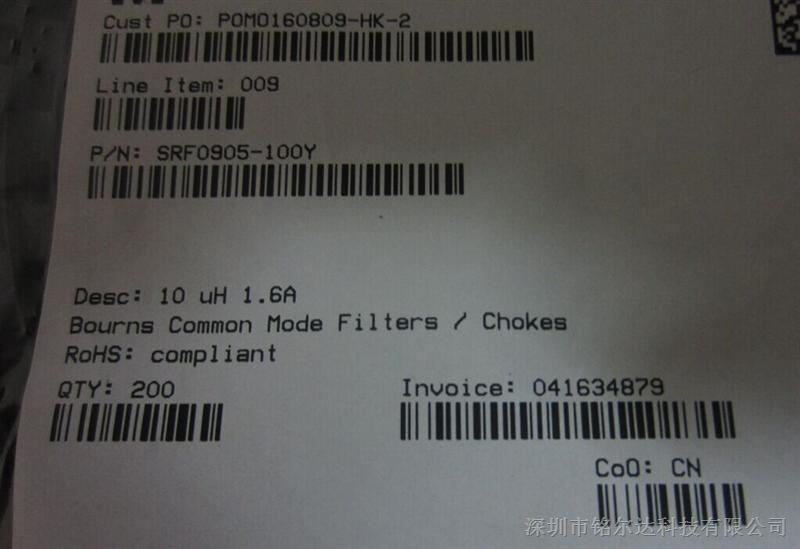 Cust PO: POMO160809-HK-2
Line Item: 009
P/N: SRF0905-100Y
Desc: 10 uH 1.6A
Bourns Common Mode Filters / Chokes
RoHS: compliant
QTY: 200
Invoice: 041634879
CoO: CN
深圳市铭尔达科技有限公司